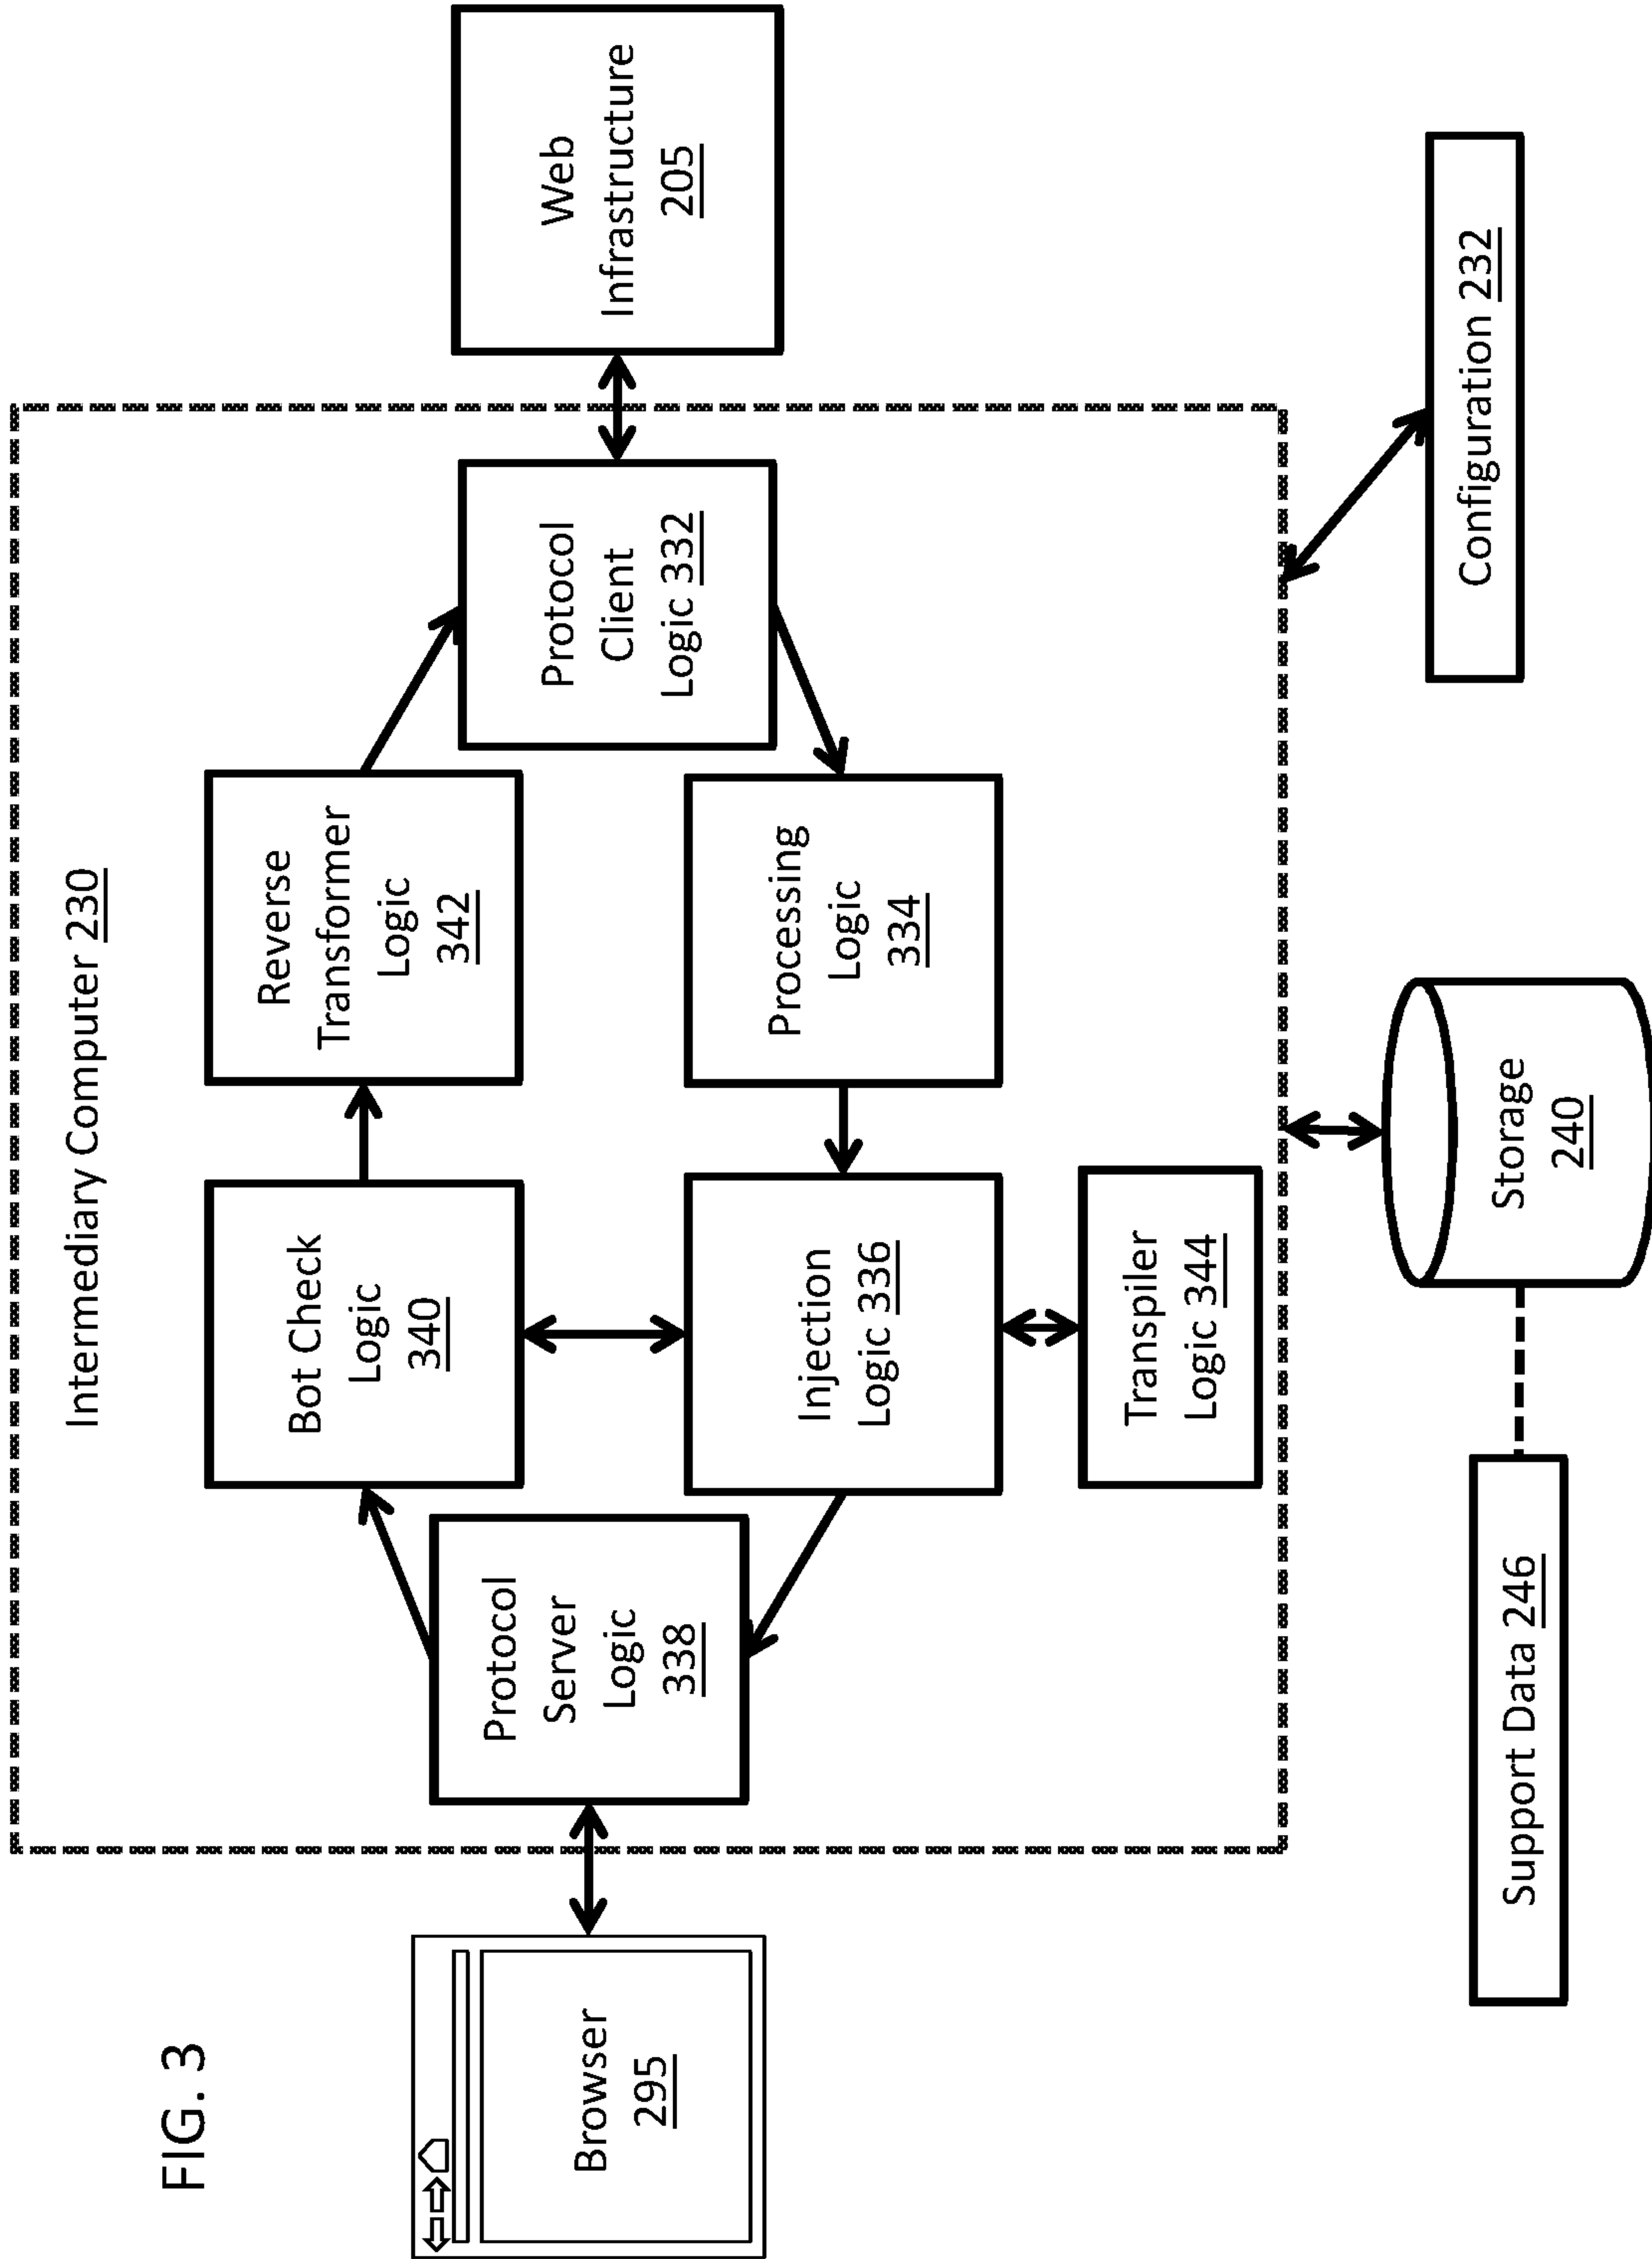 FIG. 3
Intermediary Computer 230
Browser
295
Protocol
Server
Logic
338
Bot Check
Logic
340
Reverse
Transformer
Logic
342
Protocol
Client
Logic 332
Web
Infrastructure
205
Injection
Logic 336
Processing
Logic
334
Transpiler
Logic 344
Support Data 246
Storage
240
Configuration 232